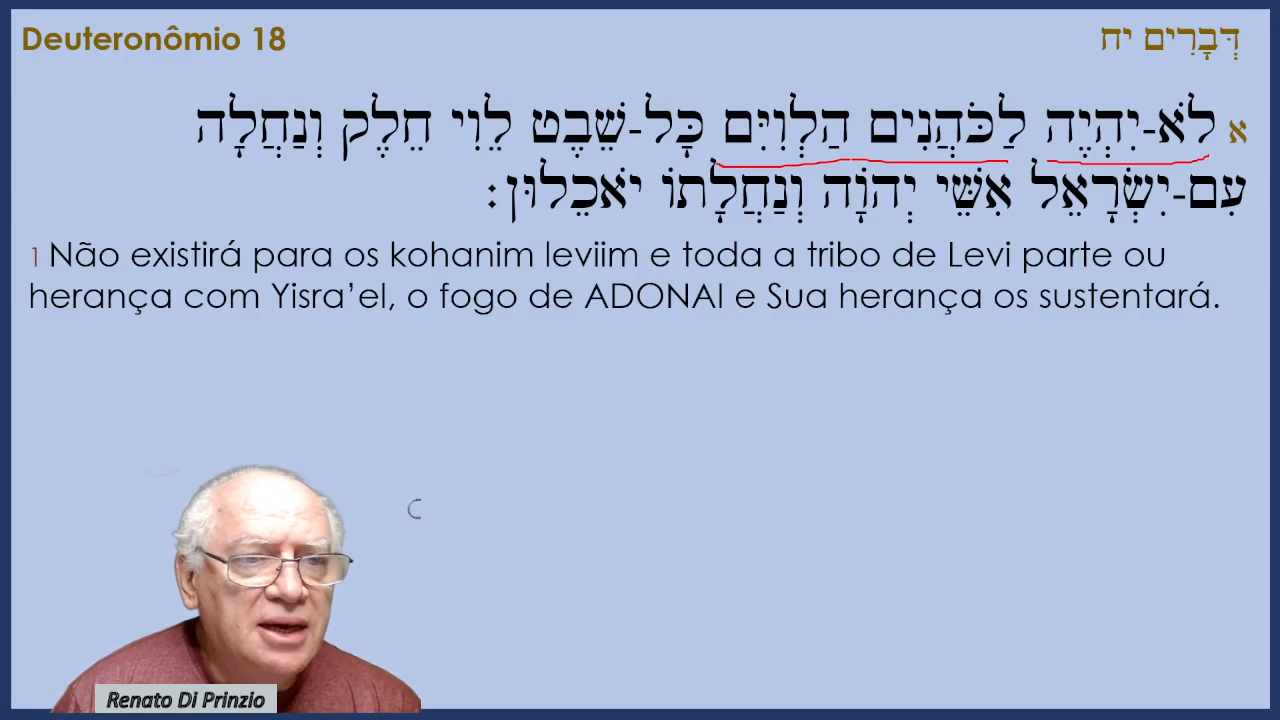 Deuteronômio 18
דְּבָרִים יח
א לֹא-יִהְיֶה לַכֹּהֲנִים הַלְוִיִּם כָּל-שֵׁבֶט לֵוִי חֵלֶק וְנַחֲלָה
עִם-יִשְׂרָאֵל אִשֵּׁי יְהוָֹה וְנַחֲלָתוֹ יֹאכֵלוּן:
1 Não existirá para os kohanim leviim e toda a tribo de Levi parte ou
herança com Yisra’el, o fogo de ADONAI e Sua herança os sustentará.
Renato Di Prinzio